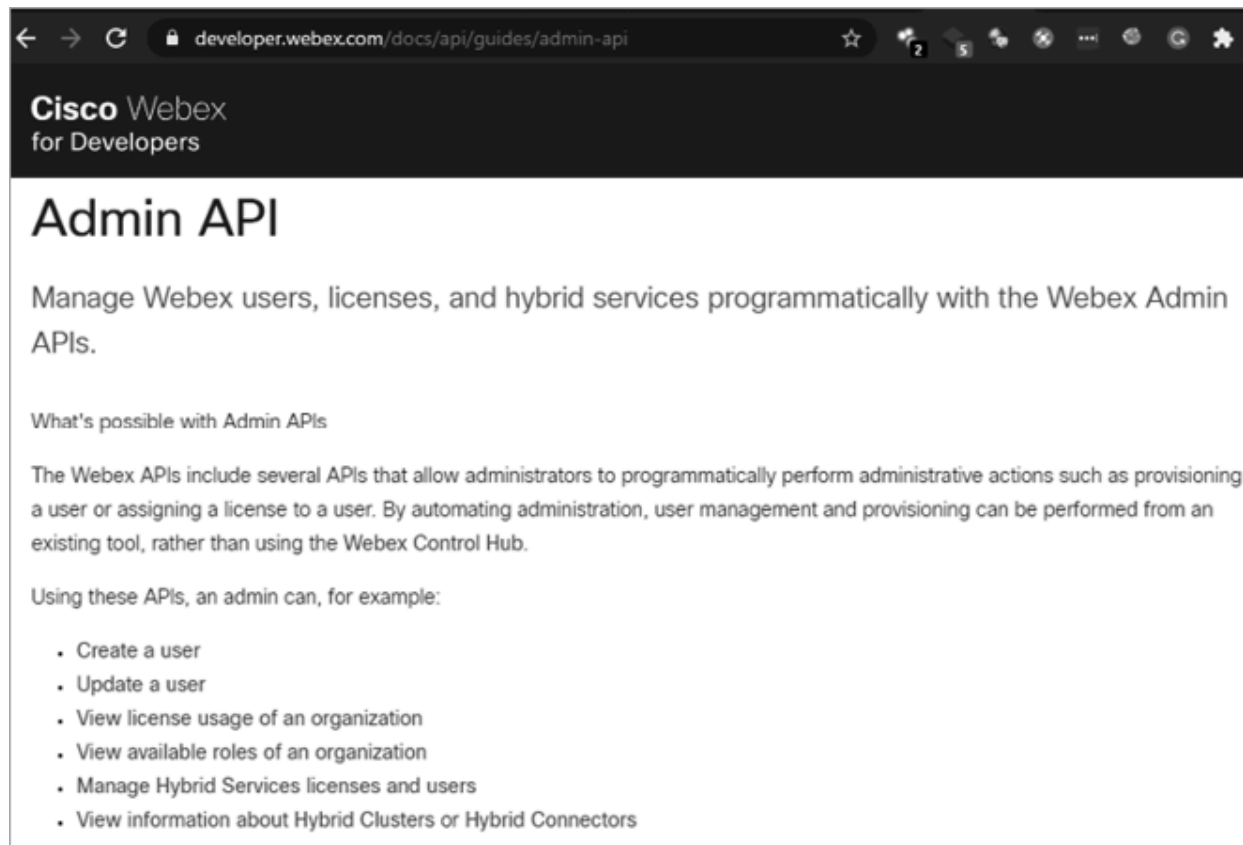 developer.webex.com/docs/api/guides/admin-api
2
5
G
Cisco Webex
for Developers
Admin API
Manage Webex users, licenses, and hybrid services programmatically with the Webex Admin
APIs.
What's possible with Admin APIs
The Webex APIs include several APIs that allow administrators to programmatically perform administrative actions such as provisioning
a user or assigning a license to a user. By automating administration, user management and provisioning can be performed from an
existing tool, rather than using the Webex Control Hub.
Using these APIs, an admin can, for example:
• Create a user
• Update a user
• View license usage of an organization
• View available roles of an organization
• Manage Hybrid Services licenses and users
• View information about Hybrid Clusters or Hybrid Connectors